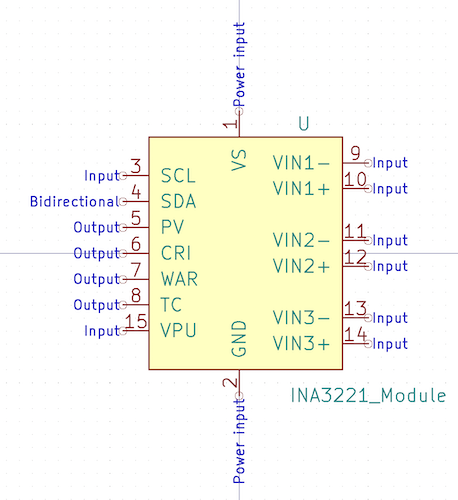 Power input
1
U
VS
Input 3 SCL
Bidirectional 4 SDA
Output 5 PV
Output 6 CRI
Output 7 WAR
Output 8 TC
Input 15 VPU
VIN1- 9 Input
VIN1+ 10 Input
VIN2- 11 Input
VIN2+ 12 Input
VIN3- 13 Input
VIN3+ 14 Input
GND
2
Power input
INA3221_Module